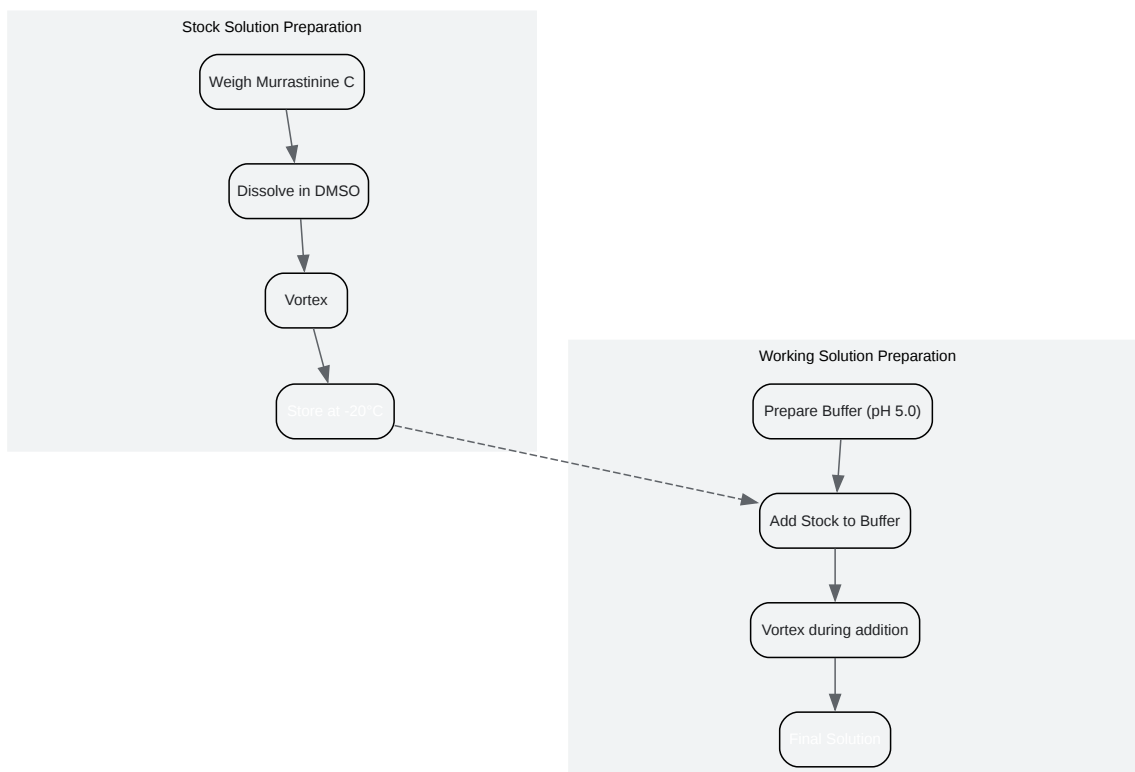 Stock Solution Preparation
Weigh Murrastinine C
Dissolve in DMSO
Vortex
Store at -20°C
Working Solution Preparation
Prepare Buffer (pH 5.0)
Add Stock to Buffer
Vortex during addition
Final Solution